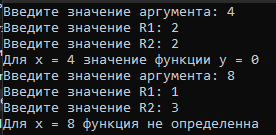 Введите значение аргумента: 4
Введите значение R1: 2
Введите значение R2: 2
Для x = 4 значение функции y = 0
Введите значение аргумента: 8
Введите значение R1: 1
Введите значение R2: 3
Для x = 8 функция не определенна